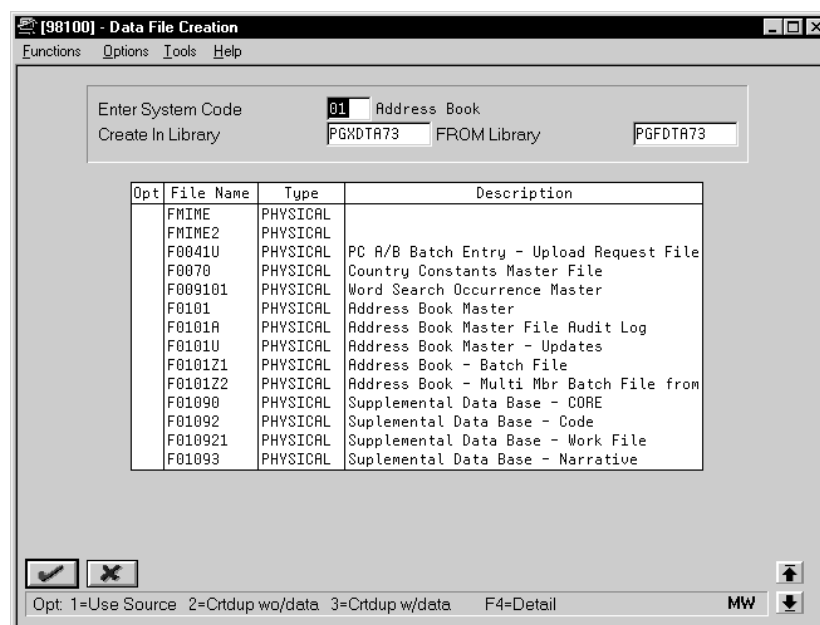 [98100] - Data File Creation
Functions Options Tools Help
Enter System Code 01 Address Book
Create In Library PGXDTA73 FROM Library PGFDTA73
Opt File Name Type Description
FMIME PHYSICAL
FMIME2 PHYSICAL
F0041U PHYSICAL PC A/B Batch Entry - Upload Request File
F0070 PHYSICAL Country Constants Master File
F009101 PHYSICAL Word Search Occurrence Master
F0101 PHYSICAL Address Book Master
F0101A PHYSICAL Address Book Master File Audit Log
F0101U PHYSICAL Address Book Master - Updates
F0101Z1 PHYSICAL Address Book - Batch File
F0101Z2 PHYSICAL Address Book - Multi Mbr Batch File from
F01090 PHYSICAL Supplemental Data Base - CORE
F01092 PHYSICAL Suplemental Data Base - Code
F010921 PHYSICAL Supplemental Data Base - Work File
F01093 PHYSICAL Suplemental Data Base - Narrative
Opt: 1=Use Source 2=Crtdup wo/data 3=Crtdup w/data F4=Detail MW